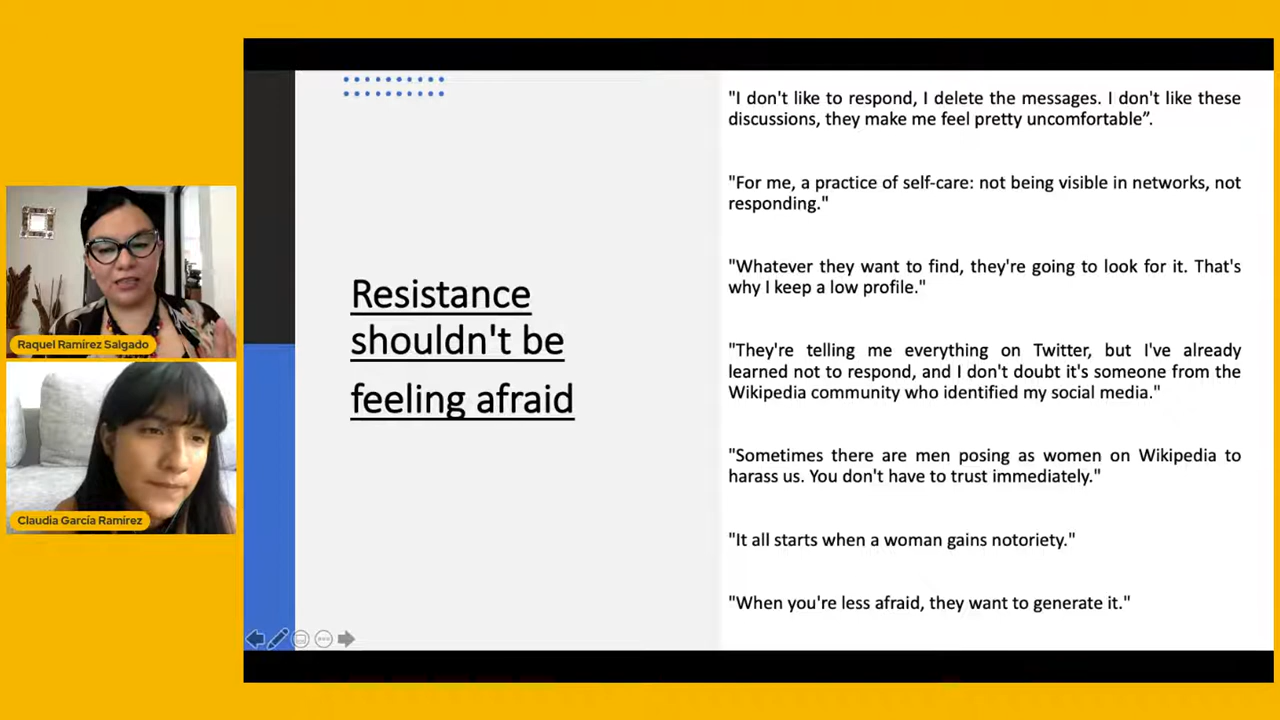 Raquel Ramírez Salgado
Claudia García Ramírez
Resistance
shouldn't be
feeling afraid
"I don't like to respond, I delete the messages. I don't like these
discussions, they make me feel pretty uncomfortable”.
"For me, a practice of self-care: not being visible in networks, not
responding."
"Whatever they want to find, they're going to look for it. That's
why I keep a low profile."
"They're telling me everything on Twitter, but I've already
learned not to respond, and I don't doubt it's someone from the
Wikipedia community who identified my social media."
"Sometimes there are men posing as women on Wikipedia to
harass us. You don't have to trust immediately."
"It all starts when a woman gains notoriety."
"When you're less afraid, they want to generate it."